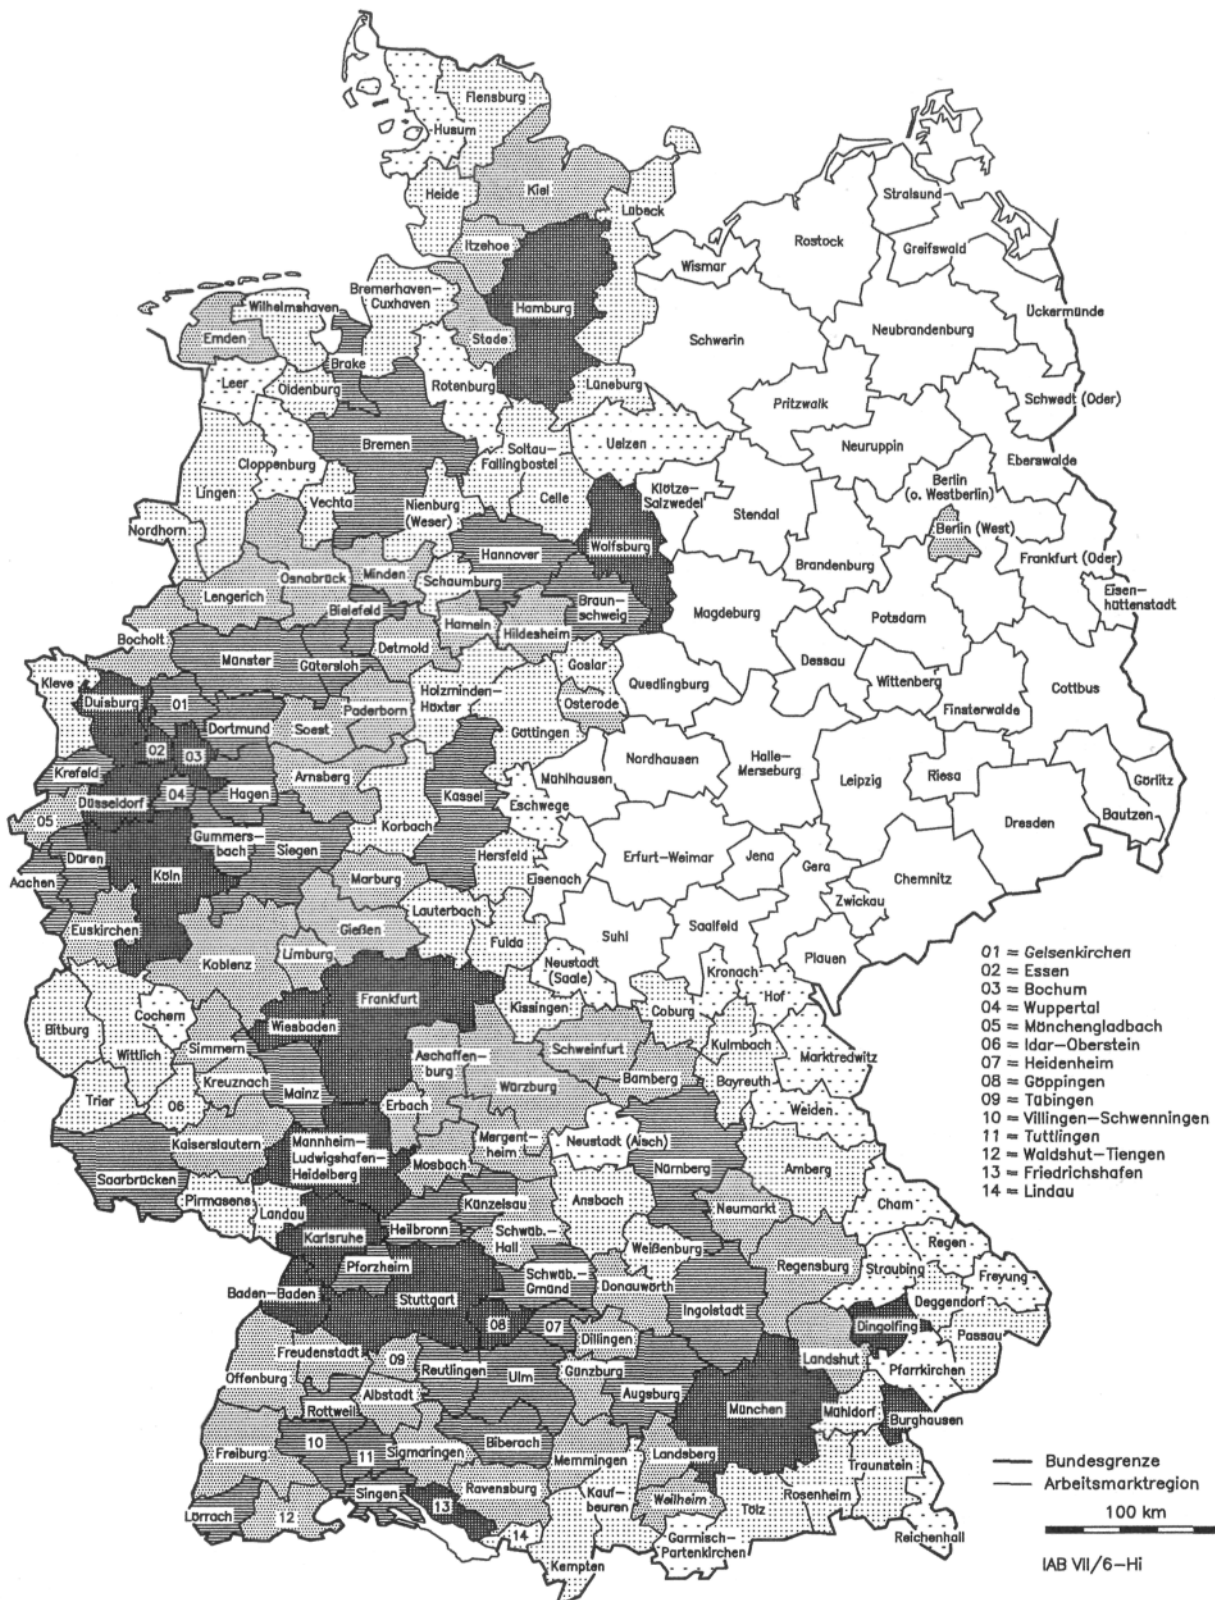 Flensburg
Husum
Heide
Kiel
Lübeck
Itzehoe
Stralsund
Rostock
Greifswald
Wismar
Bremerhaven-
Cuxhaven
Wilhelmshaven
Hamburg
Ückermünde
Emden
Stade
Schwerin
Neubrandenburg
Brake
Leer
Oldenburg
Rotenburg
Lüneburg
Pritzwalk
Schwedt (Oder)
Bremen
Uelzen
Neuruppin
Soltau-
Fallingbostel
Eberswalde
Cloppenburg
Lingen
Vechta
Nienburg
(Weser)
Celle
Klötze-
Salzwedel
Stendal
Berlin
(o. Westberlin)
Nordhorn
Berlin (West)
Hannover
Wolfsburg
Brandenburg
Frankfurt (Oder)
Osnabrück
Minden
Schaumburg
Lengerich
Bielefeld
Braun-
schweig
Magdeburg
Potsdam
Eisen-
hüttenstadt
Bocholt
Hameln
Hildesheim
Detmold
Münster
Gütersloh
Goslar
Dessau
Wittenberg
Cottbus
Kleve
Duisburg
01
Holzminden-
Höxter
Quedlingburg
Finsterwalde
Paderborn
Osterode
Dortmund
Soest
Göttingen
02
03
Krefeld
Arnsberg
Nordhausen
Halle-
Merseburg
Leipzig
Riesa
Görlitz
Mühlhausen
Düsseldorf
04
Hagen
Kassel
Eschwege
Bautzen
05
Korbach
Dresden
Gummers-
bach
Siegen
Hersfeld
Erfurt-Weimar
Jena
Gera
Düren
Köln
Eisenach
Chemnitz
Aachen
Marburg
Zwickau
Lauterbach
Euskirchen
Gießen
Fulda
Suhl
Saalfeld
Plauen
Koblenz
Limburg
Neustadt
(Saale)
Kronach
Frankfurt
Hof
Kissingen
Coburg
Cochem
Wiesbaden
Bitburg
Wittlich
Simmern
Aschaffen-
burg
Schweinfurt
Kulmbach
Marktredwitz
Bamberg
Bayreuth
Kreuznach
Mainz
Würzburg
Trier
06
Erbach
Weiden
Kaiserslautern
Mannheim-
Ludwigshafen-
Heidelberg
Mergent-
heim
Neustadt (Aisch)
Mosbach
Nürnberg
Amberg
Saarbrücken
Pirmasens
Landau
Künzelsau
Ansbach
Neumarkt
Cham
Karlsruhe
Heilbronn
Schwäb.-
Hall
Weißenburg
Regen
Pforzheim
Regensburg
Straubing
Freyung
Schwäb.-
Gmünd
Donauwörth
Baden-Baden
Stuttgart
Ingolstadt
Deggendorf
08
07
Dillingen
Dingolfing
Passau
Freudenstadt
09
Landshut
Pfarrkirchen
Offenburg
Reutlingen
Ulm
Günzburg
Albstadt
Augsburg
München
Rottweil
Mühldorf
Burghausen
Freiburg
10
11
Sigmaringen
Biberach
Memmingen
Landsberg
Traunstein
Singen
13
Ravensburg
Kauf-
beuren
Weilheim
Tölz
Rosenheim
Lörrach
12
14
Kempten
Garmisch-
Partenkirchen
Reichenhall
01 = Gelsenkirchen
02 = Essen
03 = Bochum
04 = Wuppertal
05 = Mönchengladbach
06 = Idar-Oberstein
07 = Heidenheim
08 = Göppingen
09 = Tübingen
10 = Villingen-Schwenningen
11 = Tuttlingen
12 = Waldshut-Tiengen
13 = Friedrichshafen
14 = Lindau
Bundesgrenze
Arbeitsmarktregion
100 km
IAB VII/6-Hi